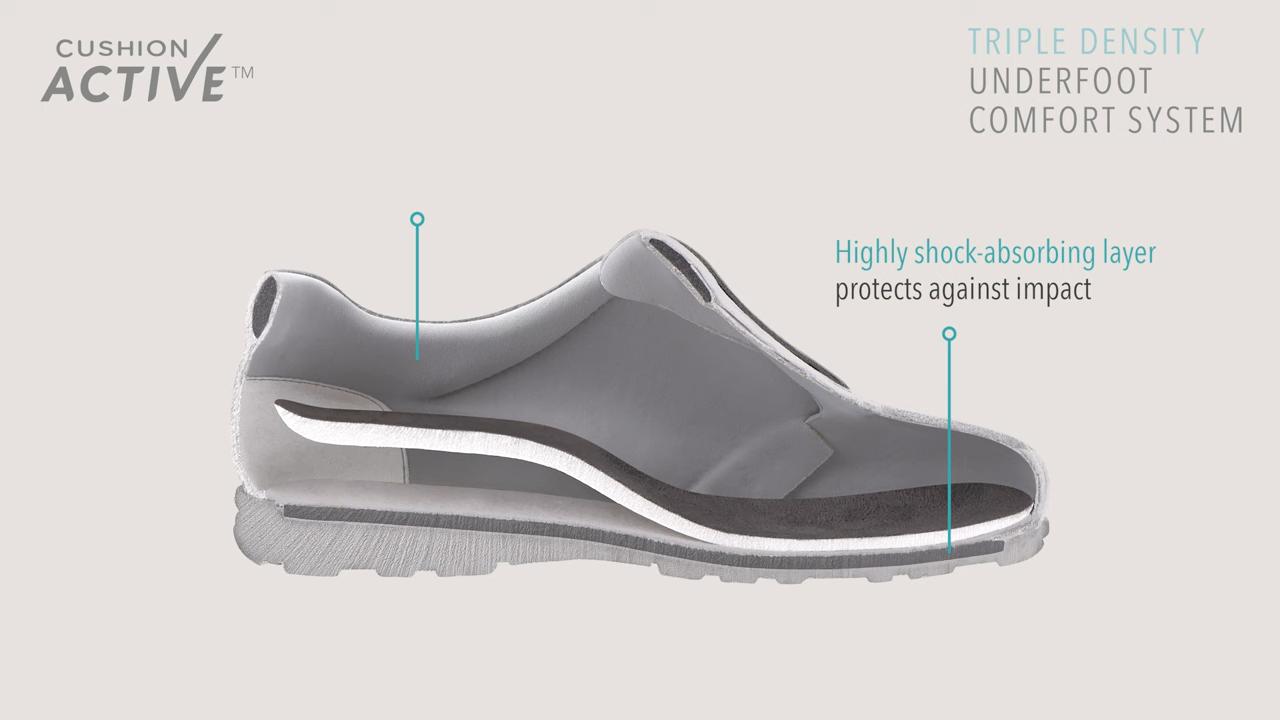 CUSHION
ACTIVE™
TRIPLE DENSITY
UNDERFOOT
COMFORT SYSTEM
Highly shock-absorbing layer
protects against impact